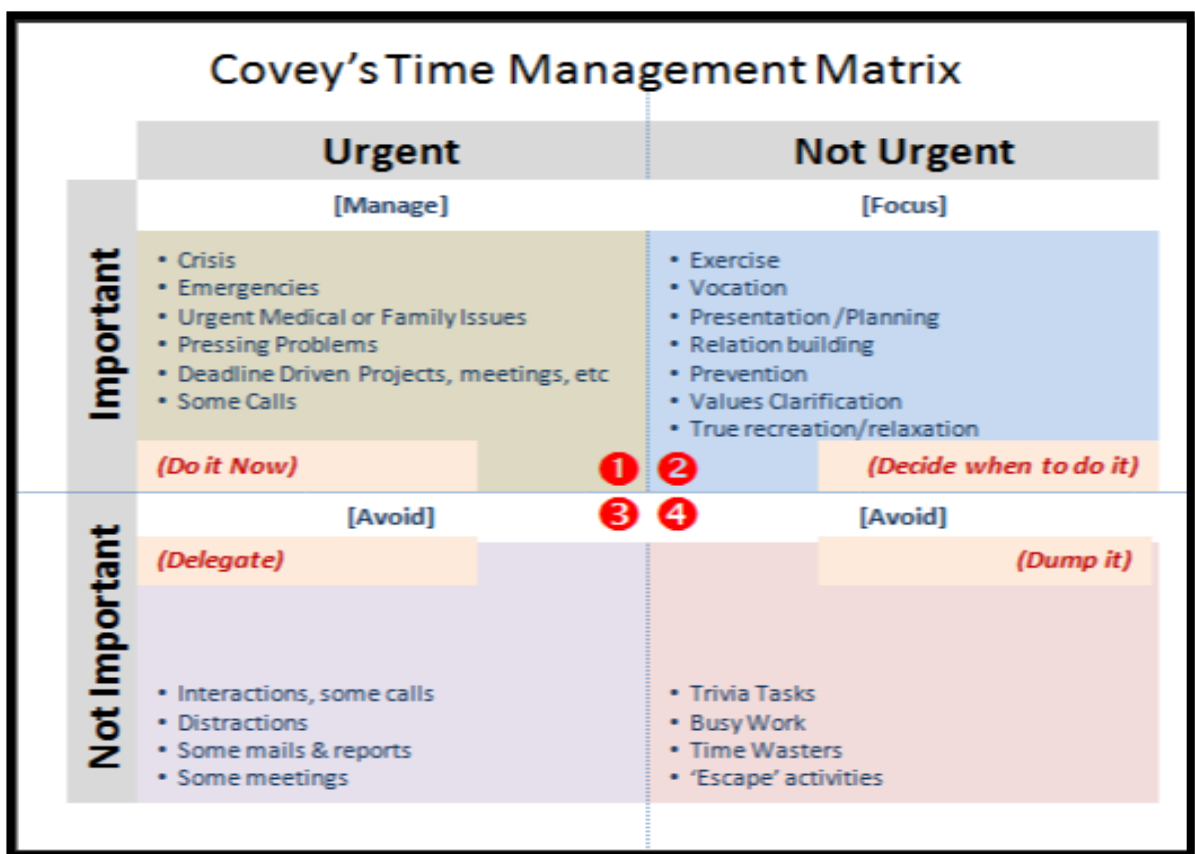 Covey's Time Management Matrix
Urgent
Not Urgent
Important
[Manage]
• Crisis
• Emergencies
• Urgent Medical or Family Issues
• Pressing Problems
• Deadline Driven Projects, meetings, etc
• Some Calls
(Do it Now)
1
[Focus]
• Exercise
• Vocation
• Presentation /Planning
• Relation building
• Prevention
• Values Clarification
• True recreation/relaxation
(Decide when to do it)
2
Not Important
[Avoid]
3
(Delegate)
• Interactions, some calls
• Distractions
• Some mails & reports
• Some meetings
4
[Avoid]
(Dump it)
• Trivia Tasks
• Busy Work
• Time Wasters
• ‘Escape’ activities